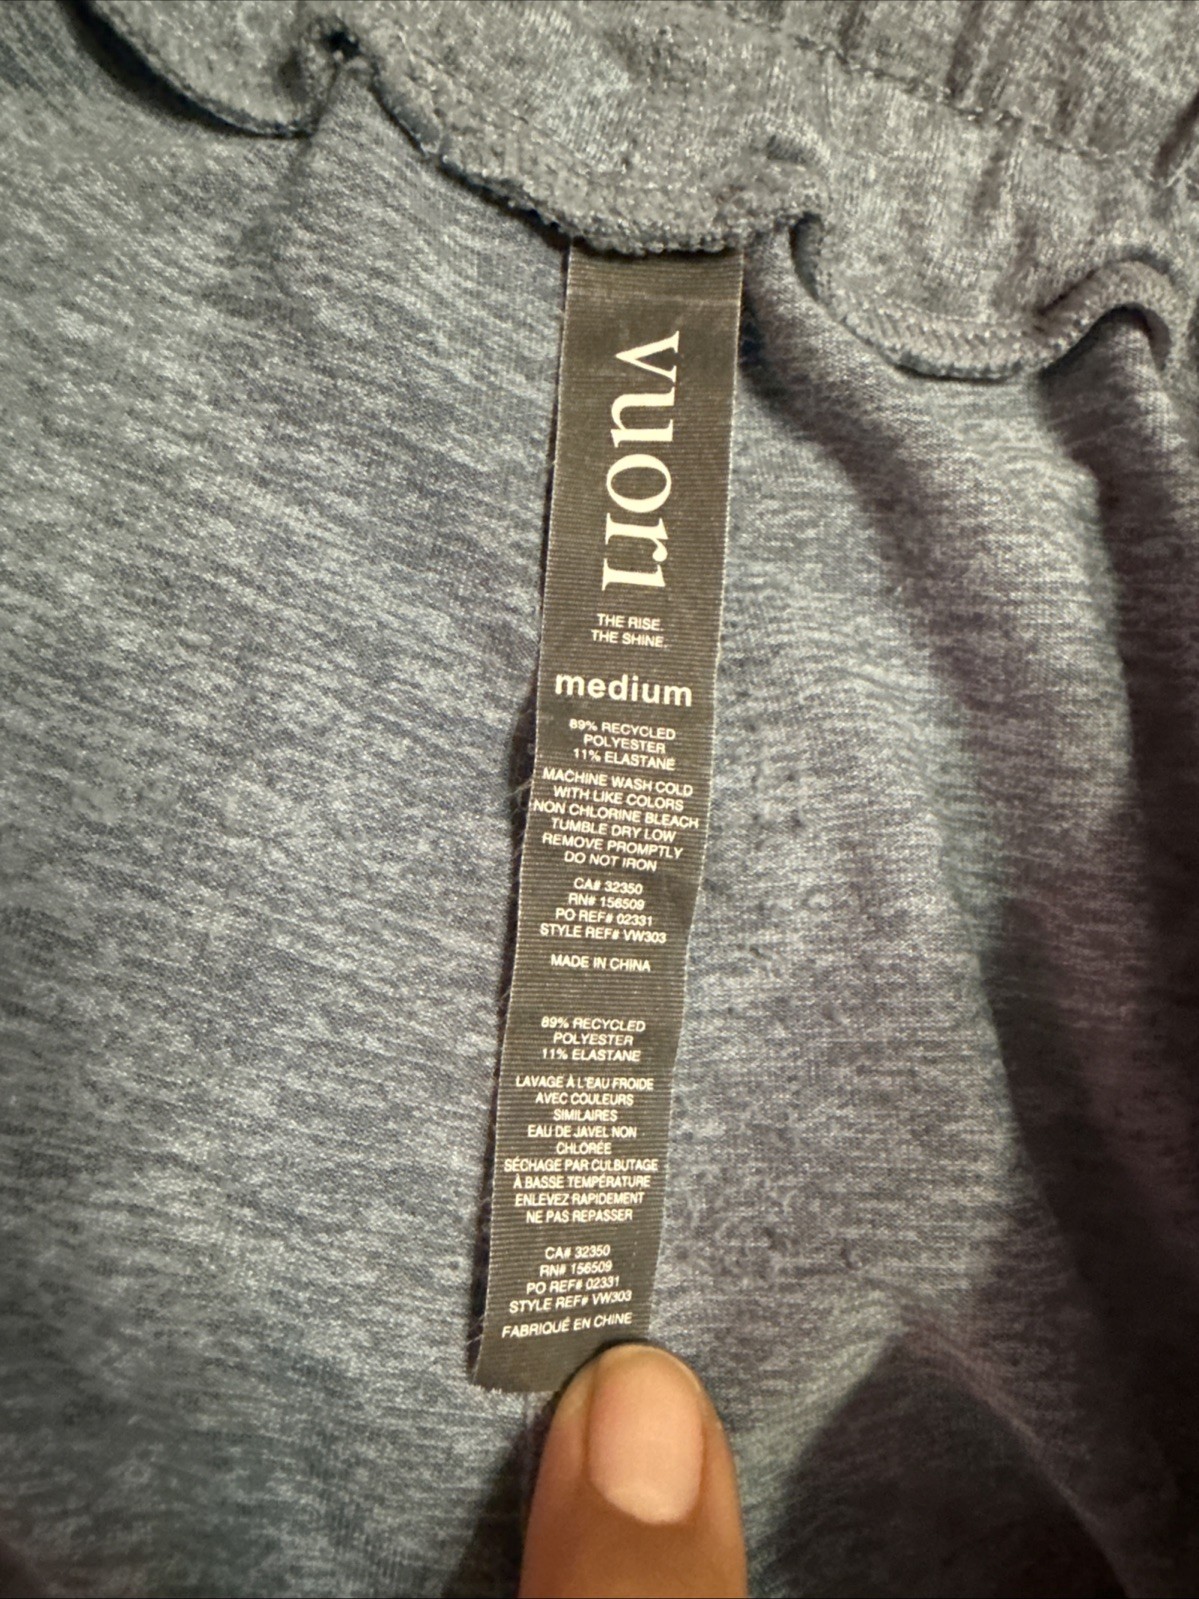 vuori
THE RISE.
THE SHINE.
medium
89% RECYCLED
POLYESTER
11% ELASTANE
MACHINE WASH COLD
WITH LIKE COLORS
NON CHLORINE BLEACH
TUMBLE DRY LOW
REMOVE PROMPTLY
DO NOT IRON
CA# 32350
RN# 156509
PO REF# 02331
STYLE REF# VW303
MADE IN CHINA
89% RECYCLED
POLYESTER
11% ELASTANE
LAVAGE À L'EAU FROIDE
AVEC COULEURS
SIMILAIRES
EAU DE JAVEL NON
CHLORÉE
SÉCHAGE PAR CULBUTAGE
À BASSE TEMPÉRATURE
ENLEVEZ RAPIDEMENT
NE PAS REPASSER
CA# 32350
RN# 156509
PO REF# 02331
STYLE REF# VW303
FABRIQUÉ EN CHINE